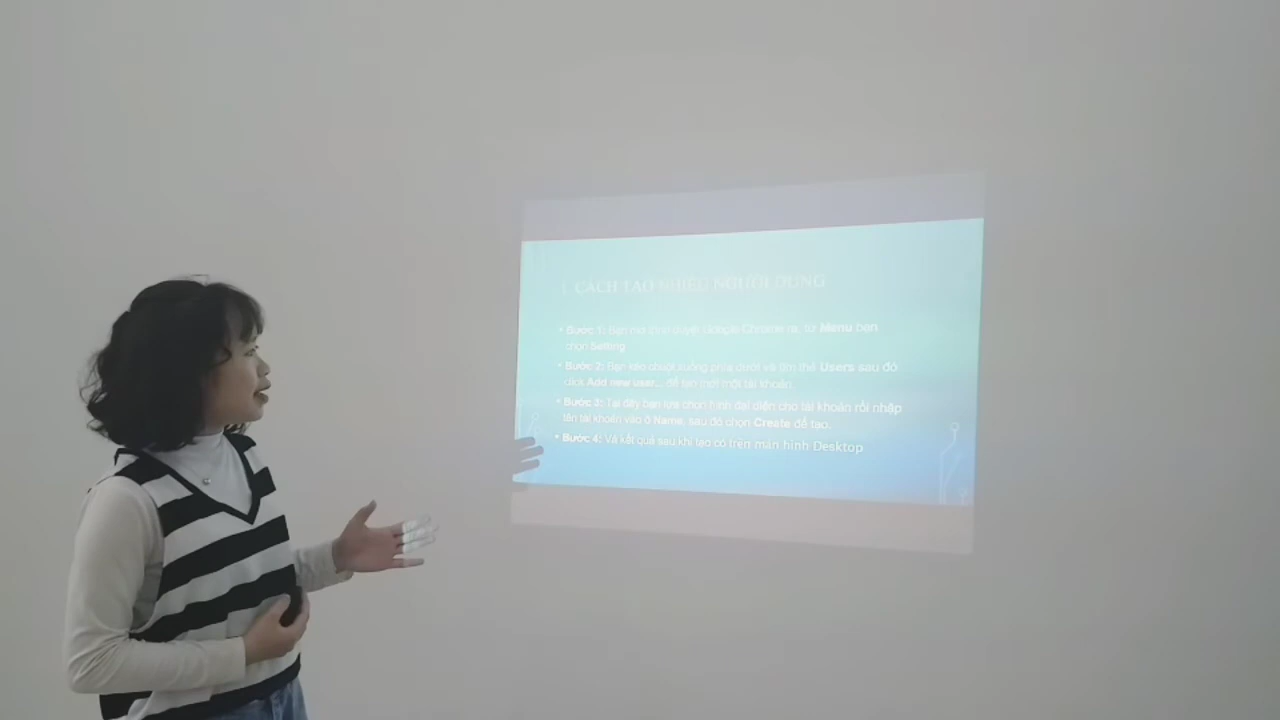 I. CÁCH TẠO NHIỀU NGƯỜI DÙNG
• Bước 1: Bạn mở trình duyệt Google Chrome ra, từ Menu bạn
chọn Setting
• Bước 2: Bạn kéo chuột xuống phía dưới và tìm thẻ Users sau đó
click Add new user... để tạo thêm một tài khoản.
• Bước 3: Tại đây bạn lựa chọn hình đại diện cho tài khoản rồi nhập
tên tài khoản vào ô Name, sau đó chọn Create để tạo.
• Bước 4: Và kết quả sau khi tạo có trên màn hình Desktop